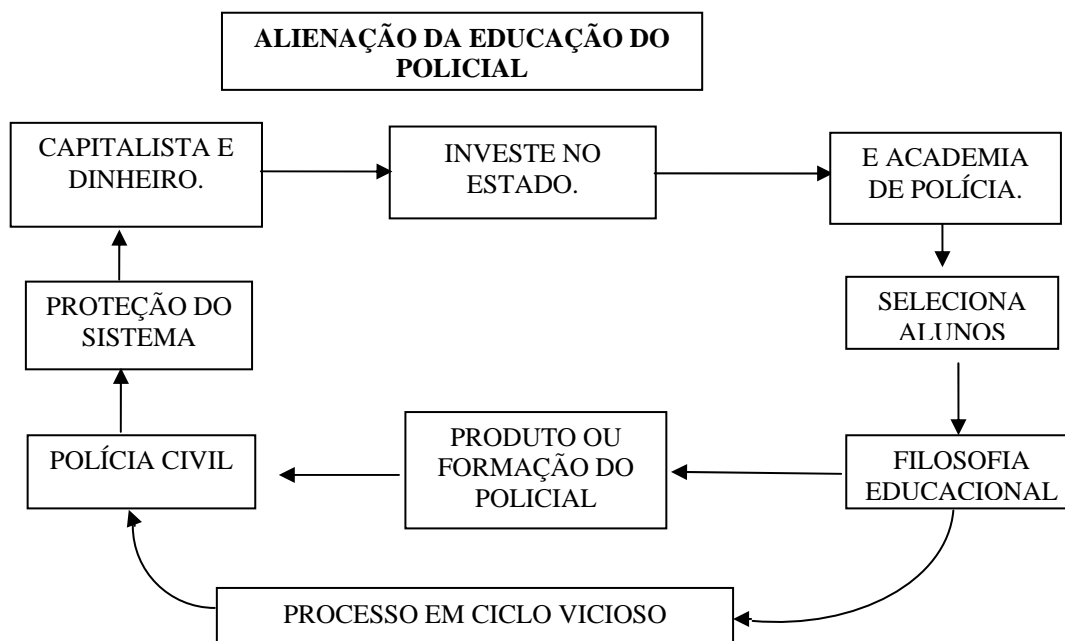 ALIENAÇÃO DA EDUCAÇÃO DO
POLICIAL
CAPITALISTA E
DINHEIRO.
INVESTE NO
ESTADO.
E ACADEMIA
DE POLÍCIA.
PROTEÇÃO DO
SISTEMA
SELECIONA
ALUNOS
POLÍCIA CIVIL
PRODUTO OU
FORMAÇÃO DO
POLICIAL
FILOSOFIA
EDUCACIONAL
PROCESSO EM CICLO VICIOSO